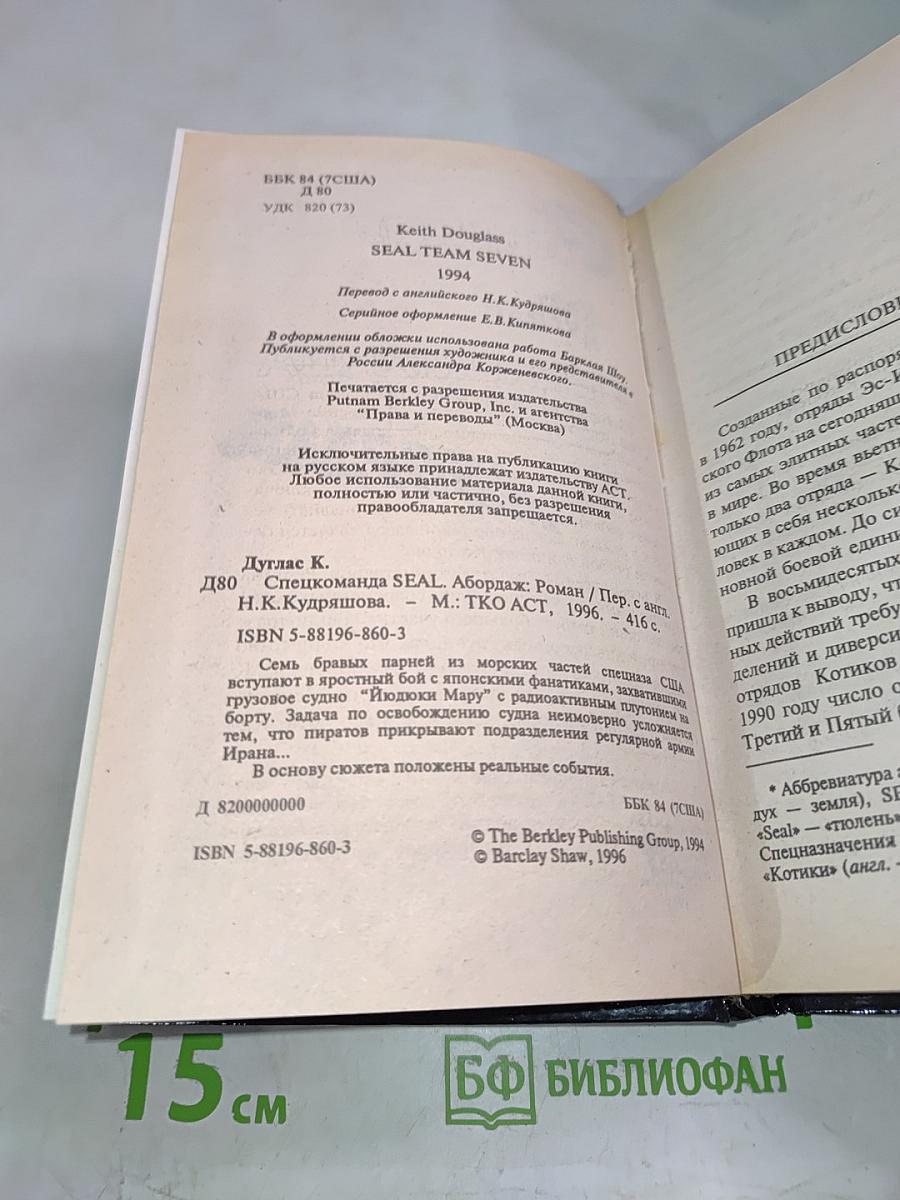 ББК 84 (7США)
Д 80
УДК 820 (73)
Keith Douglass
SEAL TEAM SEVEN
1994
Перевод с английского Н.К.Кудряшова
Серийное оформление Е.В.Кипяткова
В оформлении обложки использована работа Барклая Шоу.
Публикуется с разрешения художника и его представителя в
России Александра Корженевского.
Печатается с разрешения издательства
Putnam Berkley Group, Inc. и агентства
“Права и переводы” (Москва)
Исключительные права на публикацию книги
на русском языке принадлежат издательству АСТ.
Любое использование материала данной книги,
полностью или частично, без разрешения
правообладателя запрещается.
Дуглас К.
Д80 Спецкоманда SEAL. Абордаж: Роман / Пер. с англ.
Н.К.Кудряшова. – М.: ТКО АСТ, 1996. – 416 с.
ISBN 5-88196-860-3
Семь бравых парней из морских частей спецназа США
вступают в яростный бой с японскими фанатиками, захватившими
грузовое судно “Йюдюки Мару” с радиоактивным плутонием на
борту. Задача по освобождению судна неимоверно усложняется
тем, что пиратов прикрывают подразделения регулярной армии
Ирана...
В основу сюжета положены реальные события.
Д 8200000000
ББК 84 (7США)
ISBN 5-88196-860-3
© The Berkley Publishing Group, 1994
© Barclay Shaw, 1996
ПРЕДИСЛОВИ
Созданные по распоря
в 1962 году, отряды Эс-И
ского Флота на сегодняш
из самых элитных часте
в мире. Во время вьетн
только два отряда — К
ющих в себя нескольк
ловек в каждом. До си
новной боевой едини
В восьмидесятых
пришла к выводу, чт
ных действий требу
делений и диверси
отрядов Котиков
1990 году число о
Третий и Пятый б
* Аббревиатура а
дух — земля), SE
«Seal» — «тюлень»
Спецназначения
«Котики» (англ. -
15 см
БФ БИБЛИОФАН